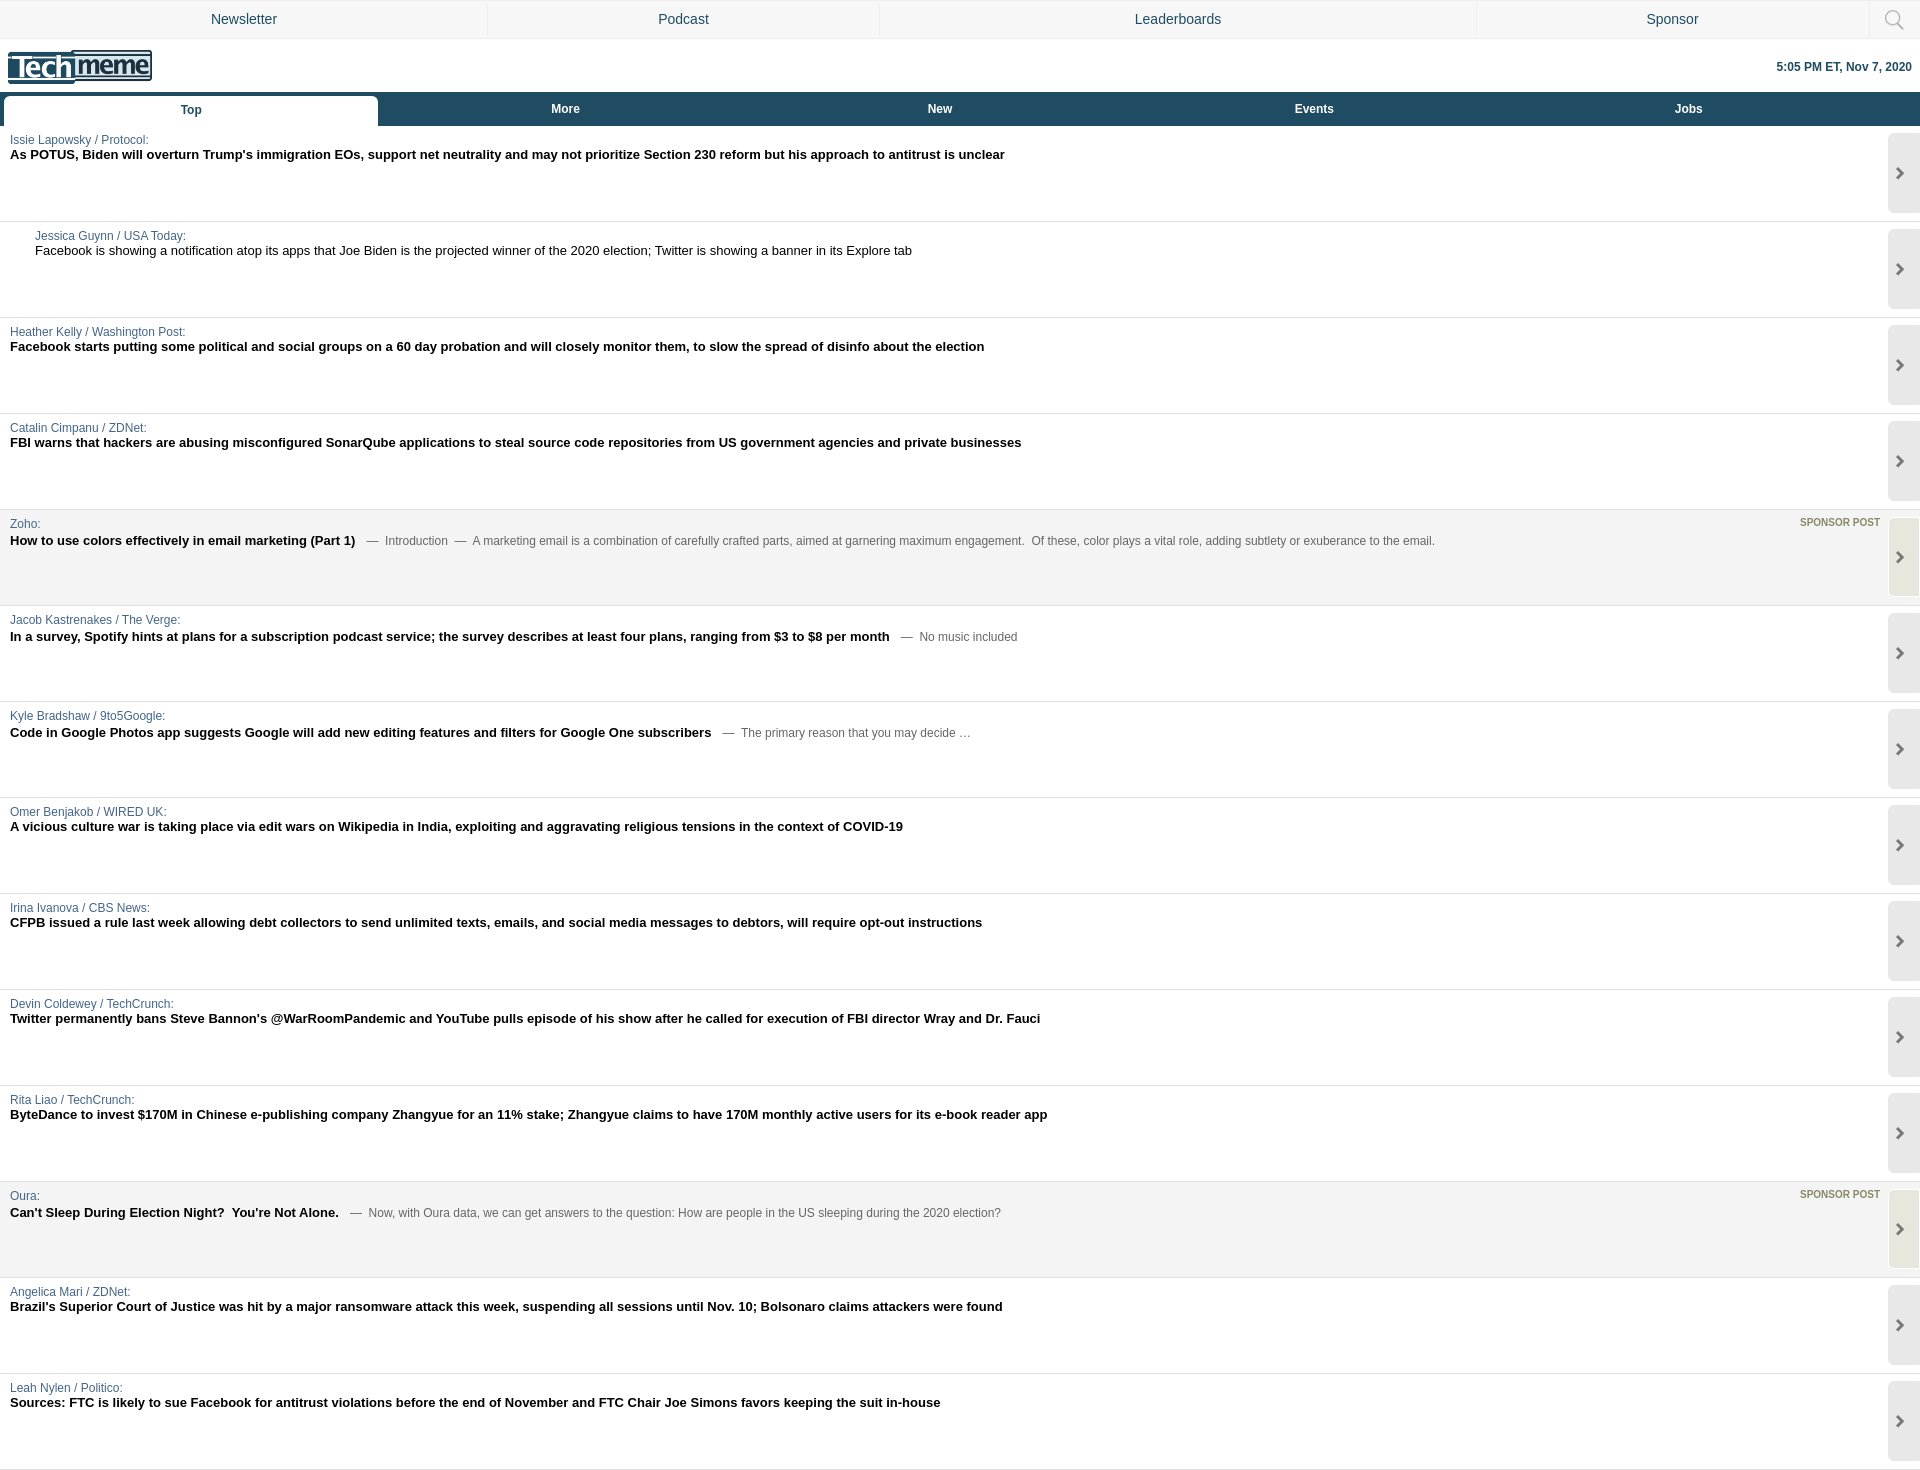 Newsletter
Podcast
Leaderboards
Sponsor
Techmeme
5:05 PM ET, Nov 7, 2020
Top
More
New
Events
Jobs
Issie Lapowsky / Protocol:
As POTUS, Biden will overturn Trump's immigration EOs, support net neutrality and may not prioritize Section 230 reform but his approach to antitrust is unclear
Jessica Guynn / USA Today:
Facebook is showing a notification atop its apps that Joe Biden is the projected winner of the 2020 election; Twitter is showing a banner in its Explore tab
Heather Kelly / Washington Post:
Facebook starts putting some political and social groups on a 60 day probation and will closely monitor them, to slow the spread of disinfo about the election
Catalin Cimpanu / ZDNet:
FBI warns that hackers are abusing misconfigured SonarQube applications to steal source code repositories from US government agencies and private businesses
Zoho:
SPONSOR POST
How to use colors effectively in email marketing (Part 1) — Introduction — A marketing email is a combination of carefully crafted parts, aimed at garnering maximum engagement. Of these, color plays a vital role, adding subtlety or exuberance to the email.
Jacob Kastrenakes / The Verge:
In a survey, Spotify hints at plans for a subscription podcast service; the survey describes at least four plans, ranging from $3 to $8 per month — No music included
Kyle Bradshaw / 9to5Google:
Code in Google Photos app suggests Google will add new editing features and filters for Google One subscribers — The primary reason that you may decide …
Omer Benjakob / WIRED UK:
A vicious culture war is taking place via edit wars on Wikipedia in India, exploiting and aggravating religious tensions in the context of COVID-19
Irina Ivanova / CBS News:
CFPB issued a rule last week allowing debt collectors to send unlimited texts, emails, and social media messages to debtors, will require opt-out instructions
Devin Coldewey / TechCrunch:
Twitter permanently bans Steve Bannon's @WarRoomPandemic and YouTube pulls episode of his show after he called for execution of FBI director Wray and Dr. Fauci
Rita Liao / TechCrunch:
ByteDance to invest $170M in Chinese e-publishing company Zhangyue for an 11% stake; Zhangyue claims to have 170M monthly active users for its e-book reader app
Oura:
SPONSOR POST
Can't Sleep During Election Night? You're Not Alone. — Now, with Oura data, we can get answers to the question: How are people in the US sleeping during the 2020 election?
Angelica Mari / ZDNet:
Brazil's Superior Court of Justice was hit by a major ransomware attack this week, suspending all sessions until Nov. 10; Bolsonaro claims attackers were found
Leah Nylen / Politico:
Sources: FTC is likely to sue Facebook for antitrust violations before the end of November and FTC Chair Joe Simons favors keeping the suit in-house